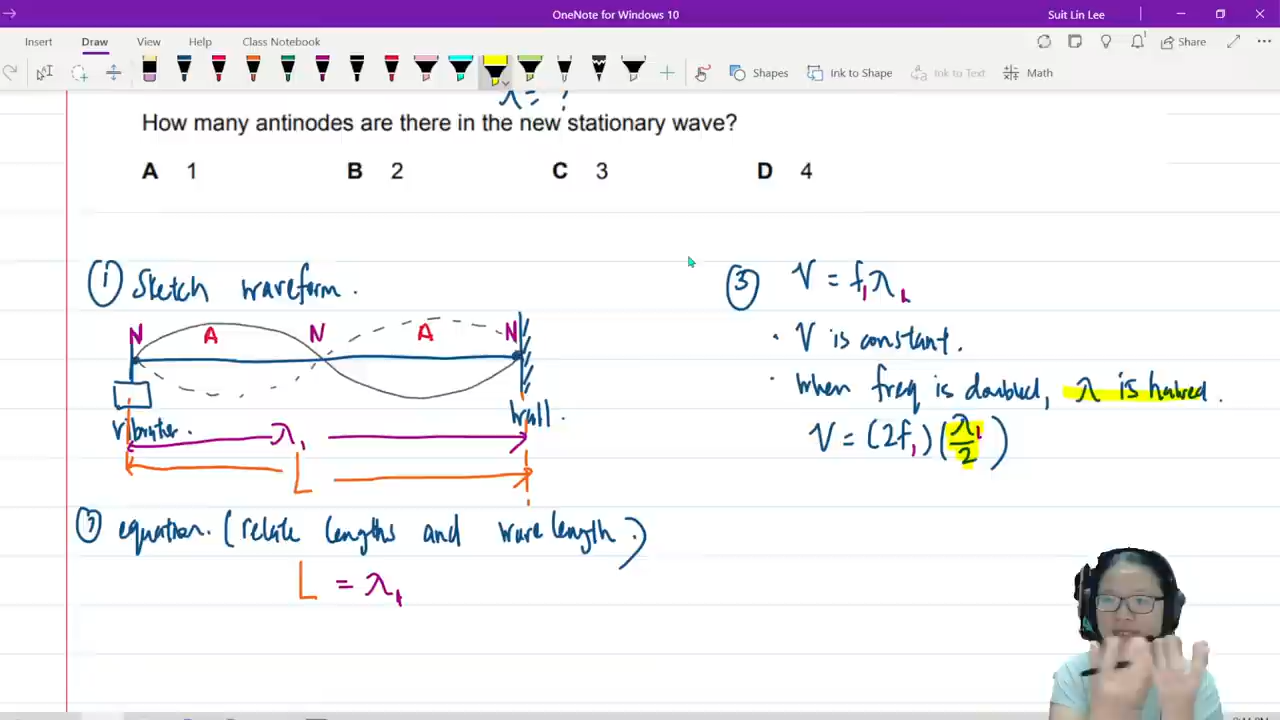 OneNote for Windows 10
Suit Lin Lee
Insert Draw View Help Class Notebook
Share
Shapes Ink to Shape Ink to Text Math
λ = ?
How many antinodes are there in the new stationary wave?
A 1 B 2 C 3 D 4
① Sketch waveform.
N A N A N
vibrator. wall.
λ₁
L
② equation. (relate lengths and wavelength.)
L = λ₁
③ V = f₁λ₁
· V is constant.
· When freq is doubled, λ is halved.
V = (2f₁)(λ₁/2)